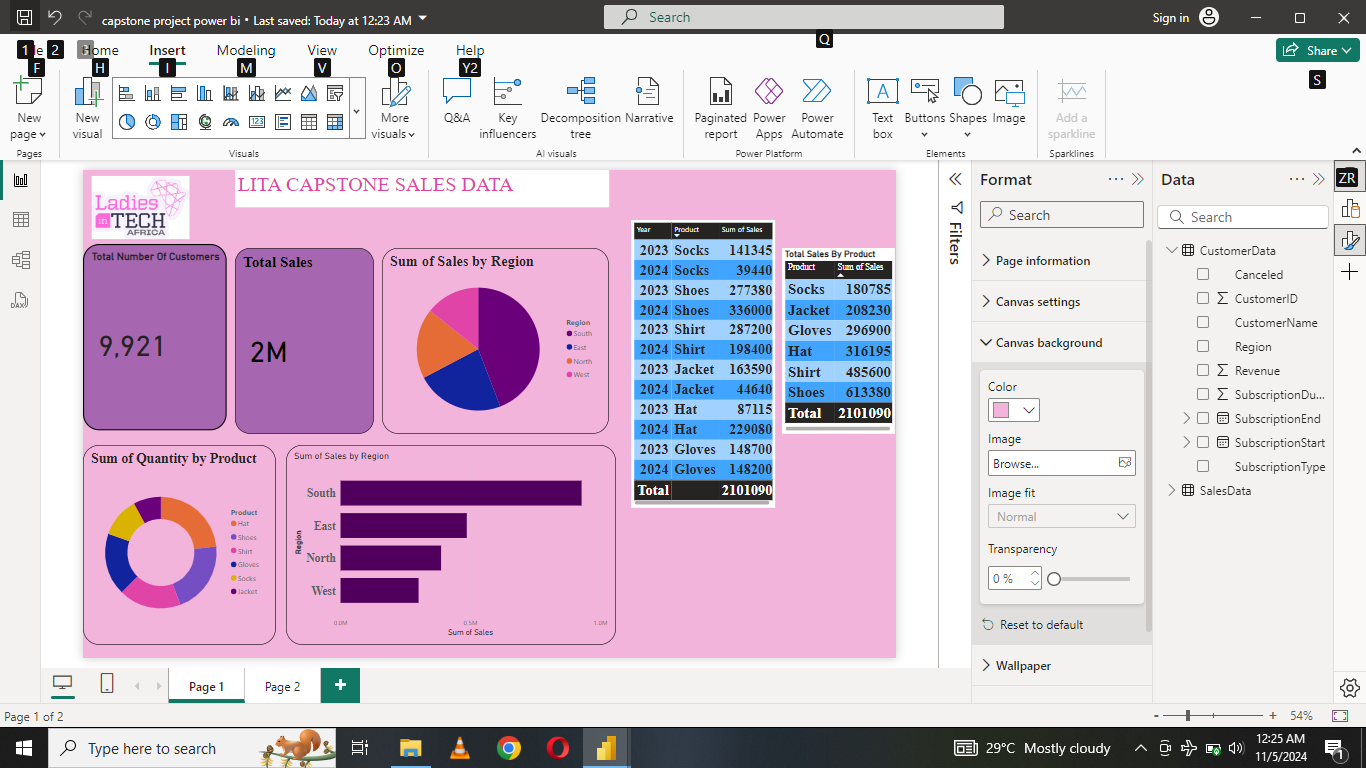 capstone project power bi • Last saved: Today at 12:23 AM
Search
Sign in
1 2
Home Insert Modeling View Optimize Help
Share
Q
F H I M V O Y2 S
New page
New visual
More visuals
Q&A
Key influencers
Decomposition tree
Narrative
Paginated report
Power Apps
Power Automate
Text box
Buttons
Shapes
Image
Add a sparkline
Pages Visuals AI visuals Power Platform Elements Sparklines
Ladies in TECH AFRICA
LITA CAPSTONE SALES DATA
Total Number Of Customers
9,921
Total Sales
2M
Sum of Sales by Region
Region
South
East
North
West
Year Product Sum of Sales
2023 Socks 141345
2024 Socks 39440
2023 Shoes 277380
2024 Shoes 336000
2023 Shirt 287200
2024 Shirt 198400
2023 Jacket 163590
2024 Jacket 44640
2023 Hat 87115
2024 Hat 229080
2023 Gloves 148700
2024 Gloves 148200
Total 2101090
Total Sales By Product
Product Sum of Sales
Socks 180785
Jacket 208230
Gloves 296900
Hat 316195
Shirt 485600
Shoes 613380
Total 2101090
Sum of Quantity by Product
Product
Hat
Shoes
Shirt
Gloves
Socks
Jacket
Sum of Sales by Region
Region
South
East
North
West
0.0M 0.5M 1.0M
Sum of Sales
Filters
Format
Search
Page information
Canvas settings
Canvas background
Color
Image
Browse...
Image fit
Normal
Transparency
0 %
Reset to default
Wallpaper
Data
Search
CustomerData
Canceled
CustomerID
CustomerName
Region
Revenue
SubscriptionDu...
SubscriptionEnd
SubscriptionStart
SubscriptionType
SalesData
ZR
DAX
Page 1
Page 2
Page 1 of 2
54%
Type here to search
29°C Mostly cloudy
12:25 AM
11/5/2024
1